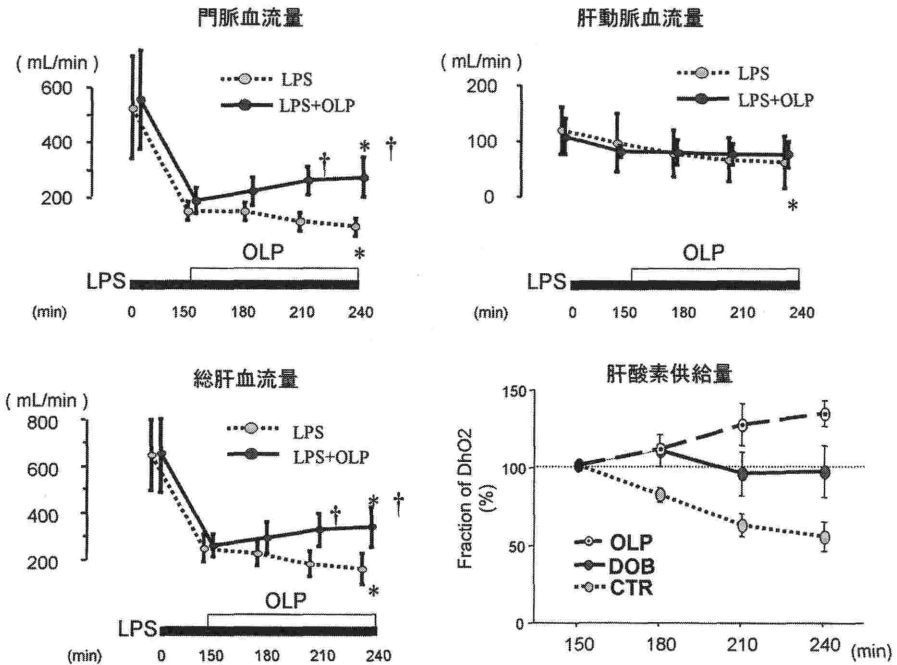 門脈血流量
( mL/min)
600
400
200
LPS
LPS+OLP
†
*
†
*
OLP
LPS
(min)
0
150
180
210
240
肝動脈血流量
( mL/min)
200
100
0
LPS
LPS+OLP
*
OLP
LPS
(min)
0
150
180
210
240
総肝血流量
( mL/min)
800
600
400
200
LPS
LPS+OLP
†
*
†
*
OLP
LPS
(min)
0
150
180
210
240
肝酸素供給量
Fraction of DhO2
(%)
150
100
50
0
OLP
DOB
CTR
150
180
210
240
(min)